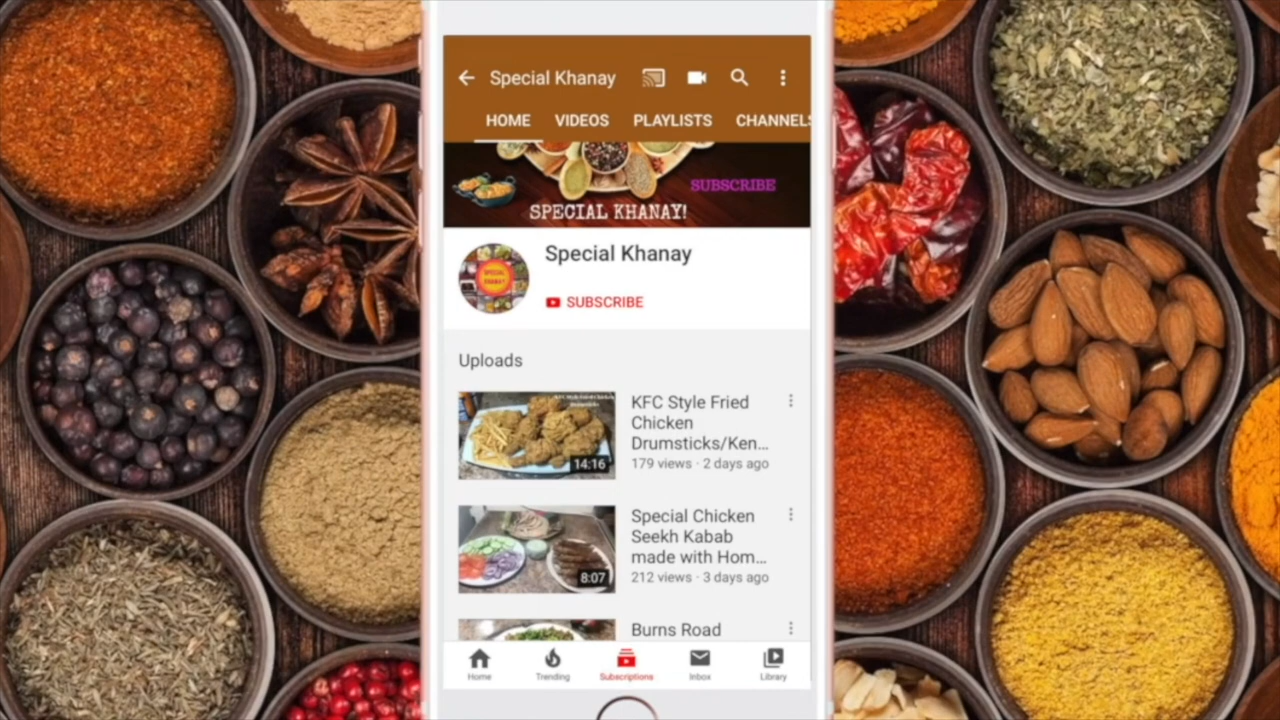 Special Khanay
HOME VIDEOS PLAYLISTS CHANNELS
SUBSCRIBE
SPECIAL KHANAY!
SPECIAL
KHANAY
Special Khanay
SUBSCRIBE
Uploads
14:16
KFC Style Fried
Chicken
Drumsticks/Ken...
179 views · 2 days ago
8:07
Special Chicken
Seekh Kabab
made with Hom...
212 views · 3 days ago
Burns Road
Home Trending Subscriptions Inbox Library